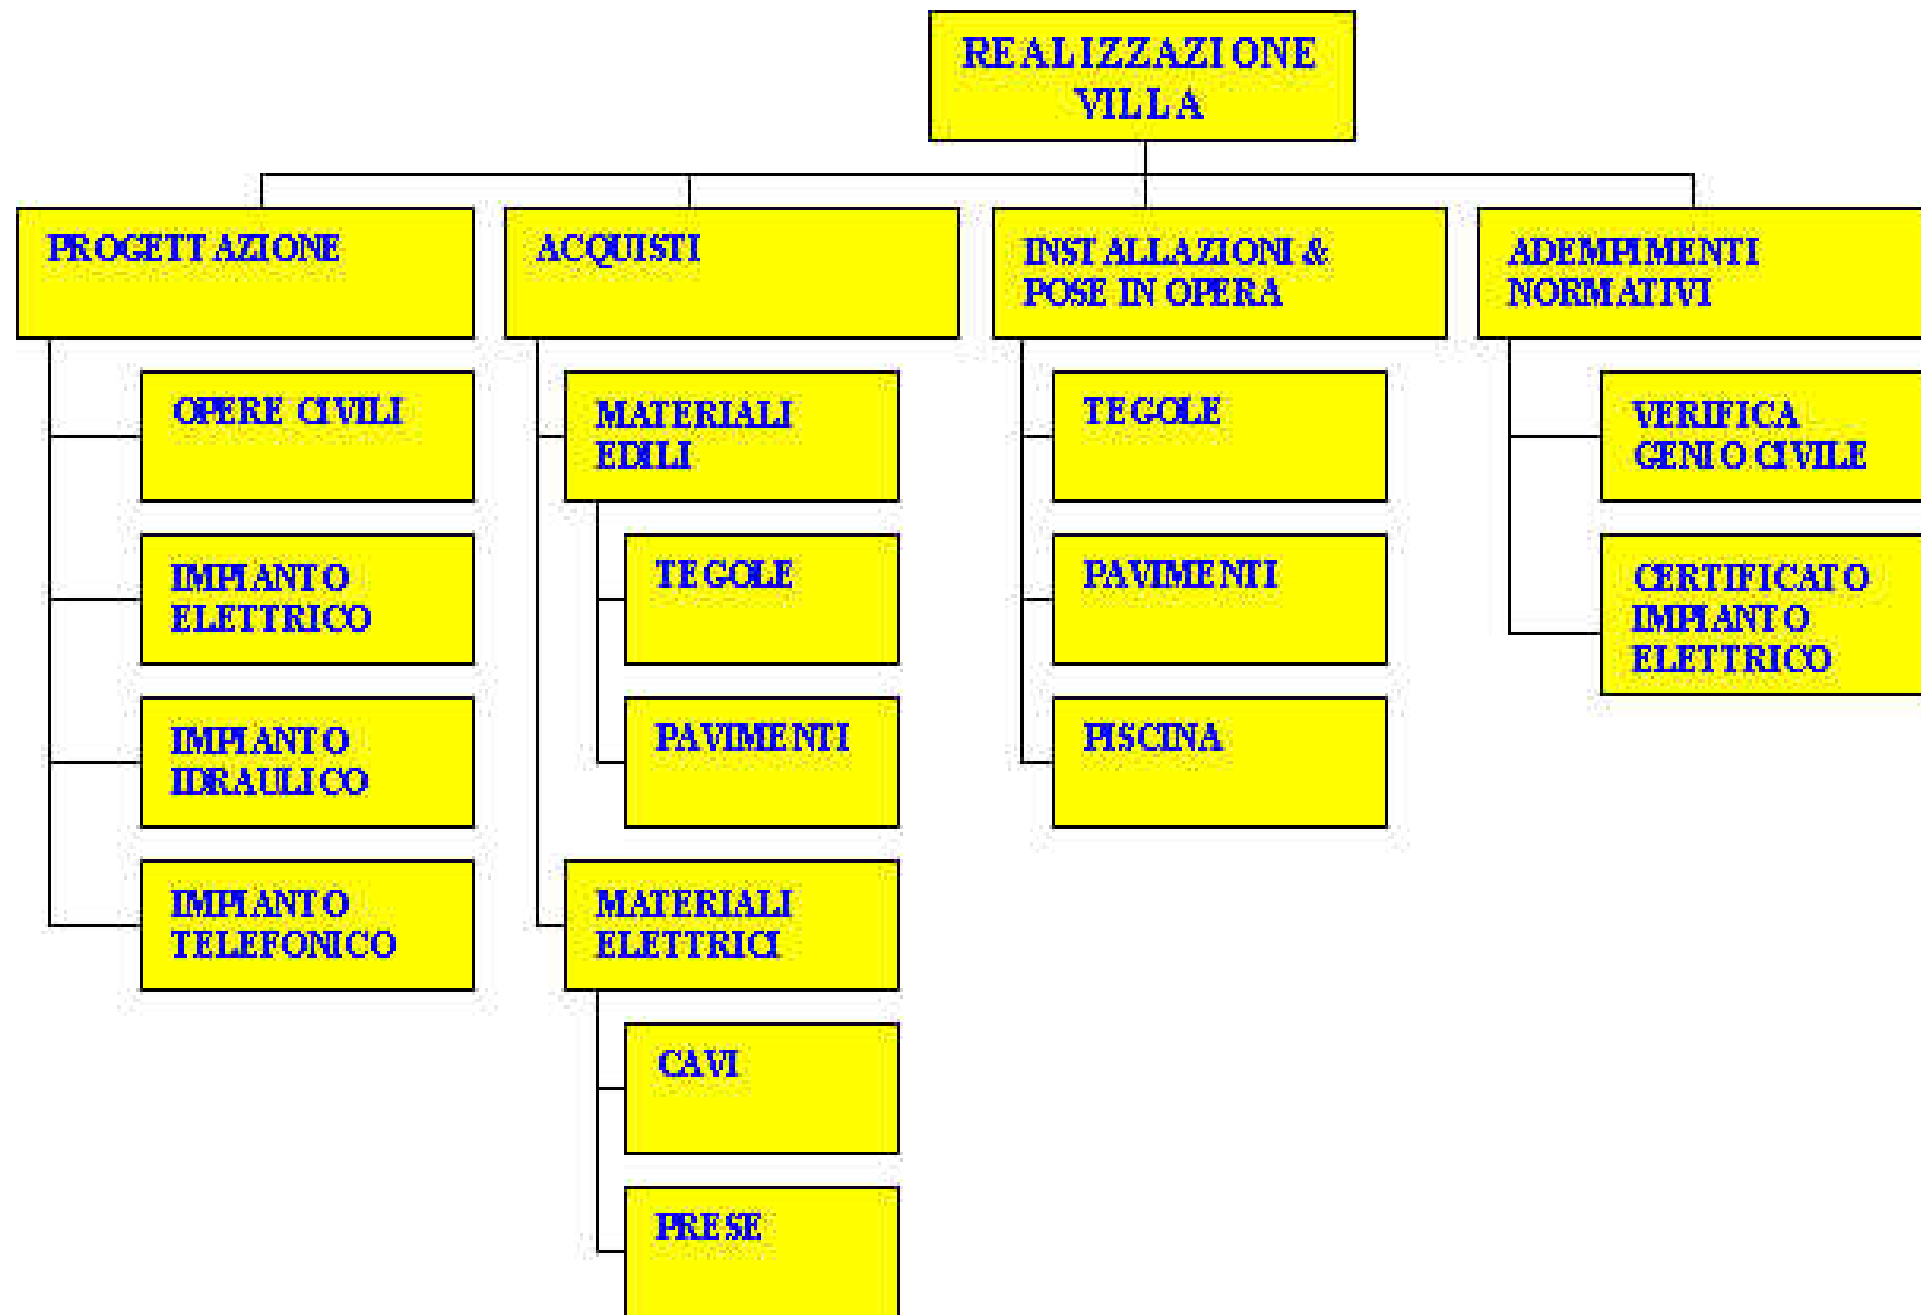 REALIZZAZIONE
VILLA
PROGETTAZIONE
ACQUISTI
INSTALLAZIONI &
POSE IN OPERA
ADEMPIMENTI
NORMATIVI
OPERE CIVILI
IMPIANTO
ELETTRICO
IMPIANTO
IDRAULICO
IMPIANTO
TELEFONICO
MATERIALI
EDILI
TEGOLE
PAVIMENTI
MATERIALI
ELETTRICI
CAVI
PRESE
TEGOLE
PAVIMENTI
PISCINA
VERIFICA
GENIO CIVILE
CERTIFICATO
IMPIANTO
ELETTRICO